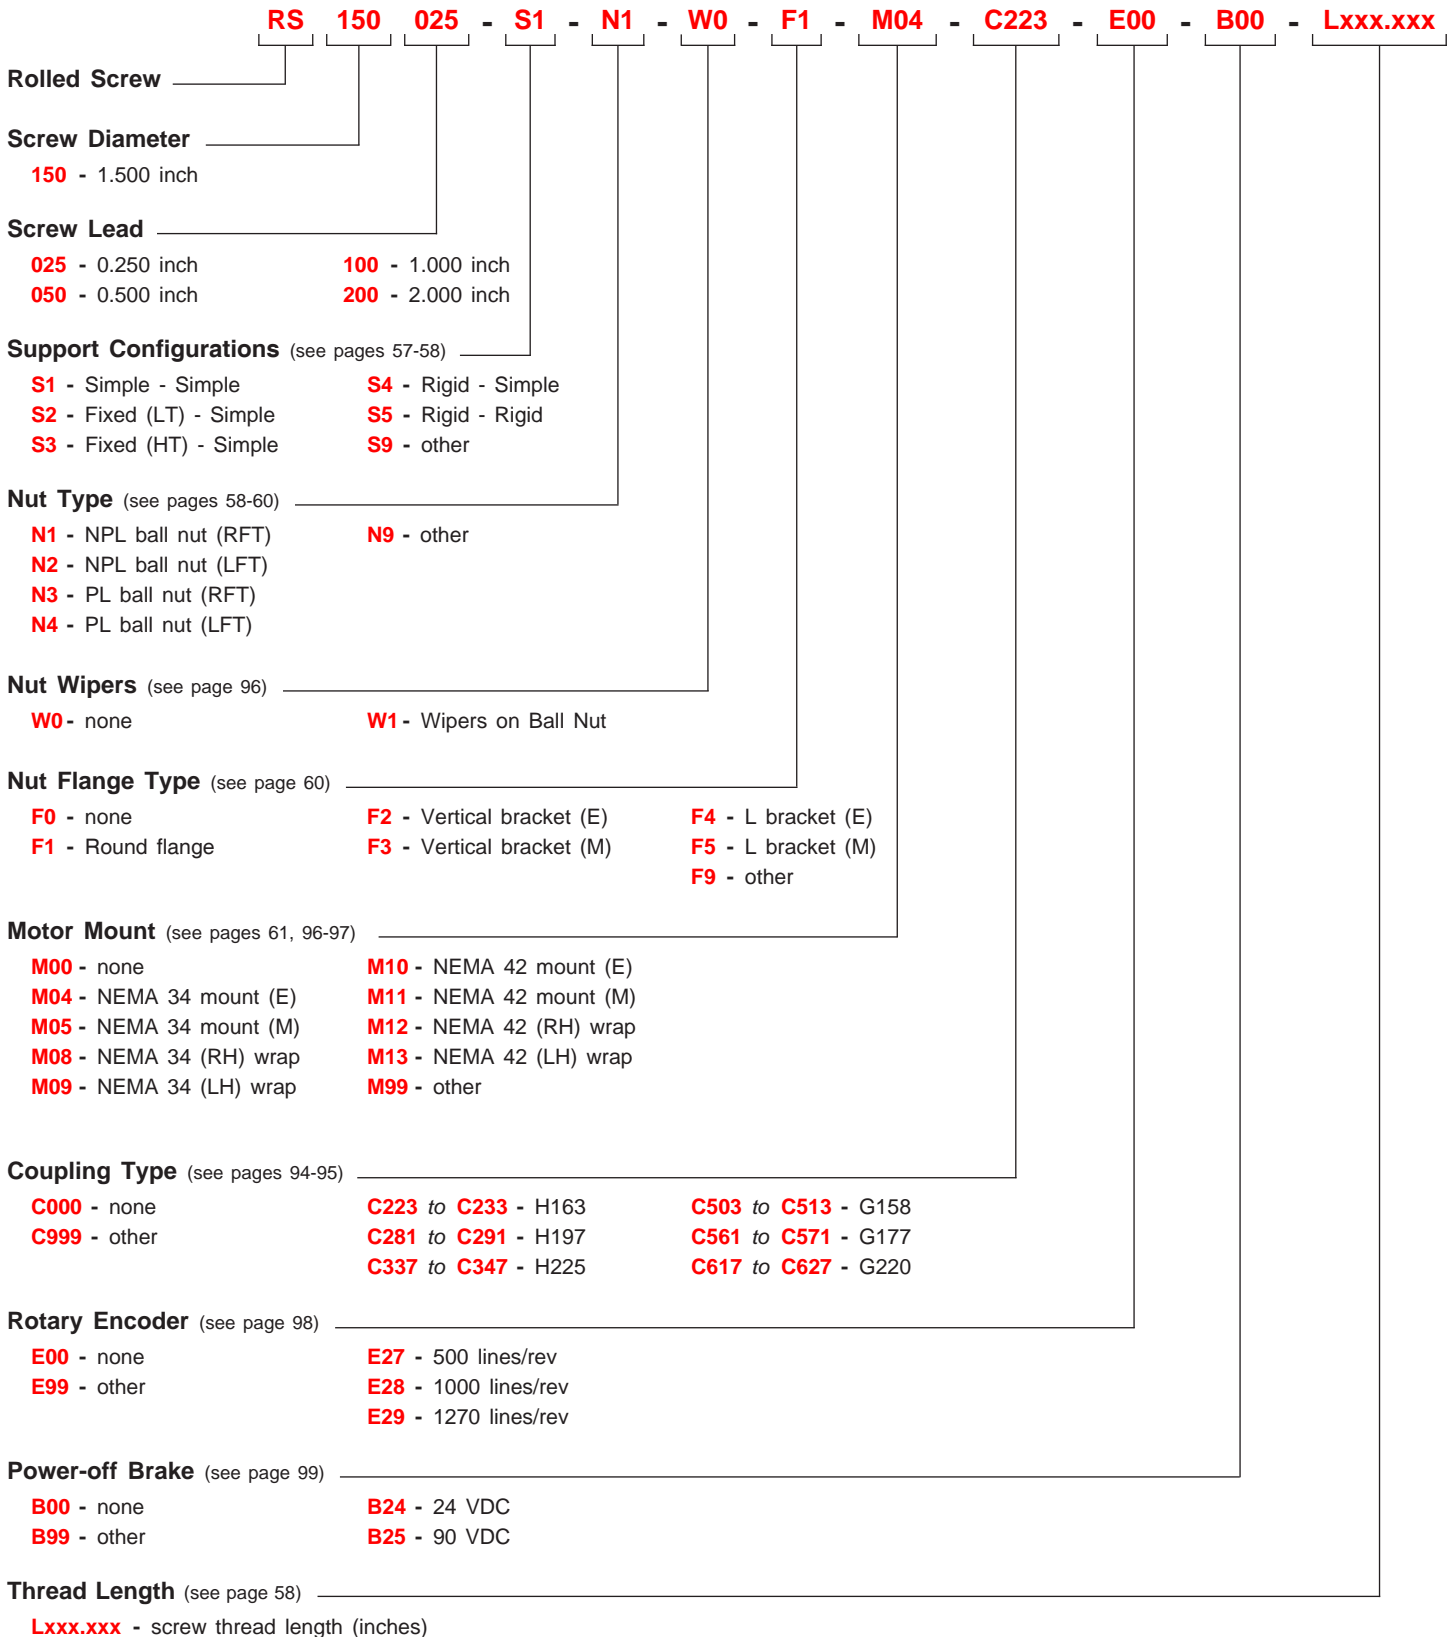 RS 150 025 - S1 - N1 - W0 - F1 - M04 - C223 - E00 - B00 - Lxxx.xxx
Rolled Screw
Screw Diameter
150 - 1.500 inch
Screw Lead
025 - 0.250 inch 100 - 1.000 inch
050 - 0.500 inch 200 - 2.000 inch
Support Configurations (see pages 57-58)
S1 - Simple - Simple S4 - Rigid - Simple
S2 - Fixed (LT) - Simple S5 - Rigid - Rigid
S3 - Fixed (HT) - Simple S9 - other
Nut Type (see pages 58-60)
N1 - NPL ball nut (RFT) N9 - other
N2 - NPL ball nut (LFT)
N3 - PL ball nut (RFT)
N4 - PL ball nut (LFT)
Nut Wipers (see page 96)
W0 - none W1 - Wipers on Ball Nut
Nut Flange Type (see page 60)
F0 - none F2 - Vertical bracket (E) F4 - L bracket (E)
F1 - Round flange F3 - Vertical bracket (M) F5 - L bracket (M)
F9 - other
Motor Mount (see pages 61, 96-97)
M00 - none M10 - NEMA 42 mount (E)
M04 - NEMA 34 mount (E) M11 - NEMA 42 mount (M)
M05 - NEMA 34 mount (M) M12 - NEMA 42 (RH) wrap
M08 - NEMA 34 (RH) wrap M13 - NEMA 42 (LH) wrap
M09 - NEMA 34 (LH) wrap M99 - other
Coupling Type (see pages 94-95)
C000 - none C223 to C233 - H163 C503 to C513 - G158
C999 - other C281 to C291 - H197 C561 to C571 - G177
C337 to C347 - H225 C617 to C627 - G220
Rotary Encoder (see page 98)
E00 - none E27 - 500 lines/rev
E99 - other E28 - 1000 lines/rev
E29 - 1270 lines/rev
Power-off Brake (see page 99)
B00 - none B24 - 24 VDC
B99 - other B25 - 90 VDC
Thread Length (see page 58)
Lxxx.xxx - screw thread length (inches)